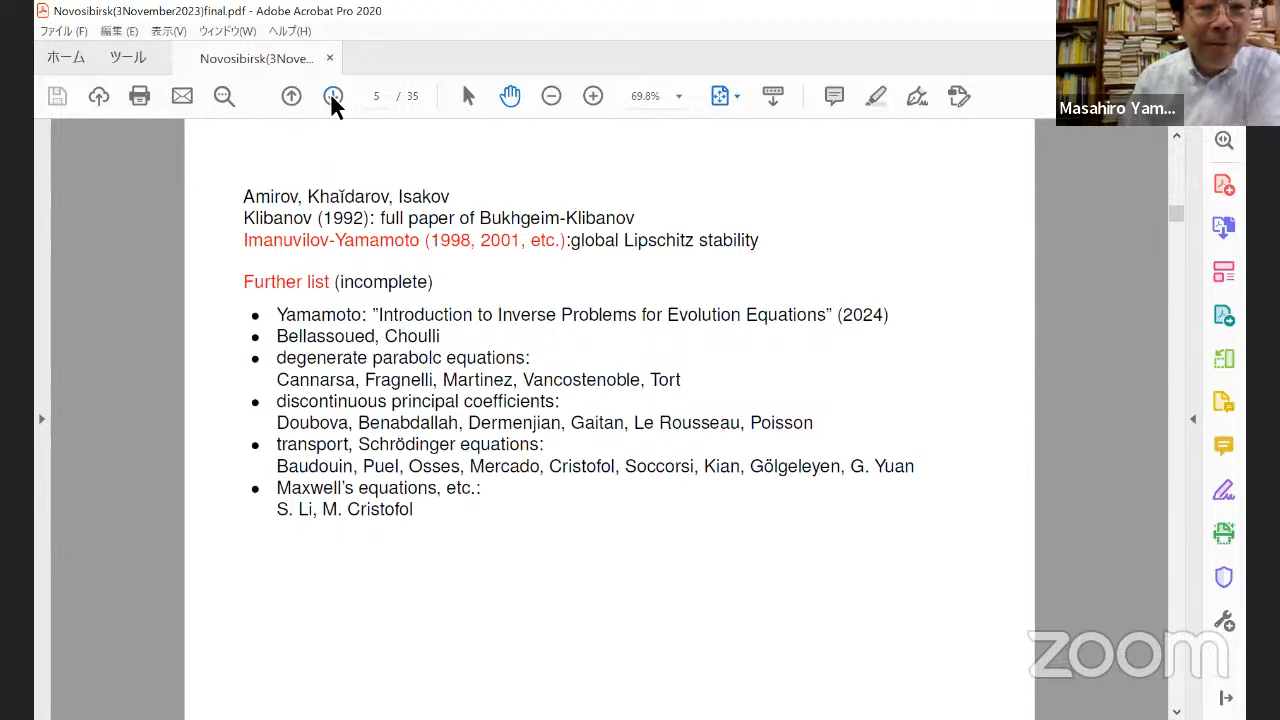 Novosibirsk(3November2023)final.pdf - Adobe Acrobat Pro 2020
ファイル (F) 編集 (E) 表示(V) ウィンドウ(W) ヘルプ(H)
ホーム ツール Novosibirsk(3Nove... ×
5 / 35 69.8%
Masahiro Yam...
Amirov, Khaĭdarov, Isakov
Klibanov (1992): full paper of Bukhgeim-Klibanov
Imanuvilov-Yamamoto (1998, 2001, etc.):global Lipschitz stability
Further list (incomplete)
• Yamamoto: "Introduction to Inverse Problems for Evolution Equations" (2024)
• Bellassoued, Choulli
• degenerate parabolc equations:
Cannarsa, Fragnelli, Martinez, Vancostenoble, Tort
• discontinuous principal coefficients:
Doubova, Benabdallah, Dermenjian, Gaitan, Le Rousseau, Poisson
• transport, Schrödinger equations:
Baudouin, Puel, Osses, Mercado, Cristofol, Soccorsi, Kian, Gölgeleyen, G. Yuan
• Maxwell's equations, etc.:
S. Li, M. Cristofol
zoom